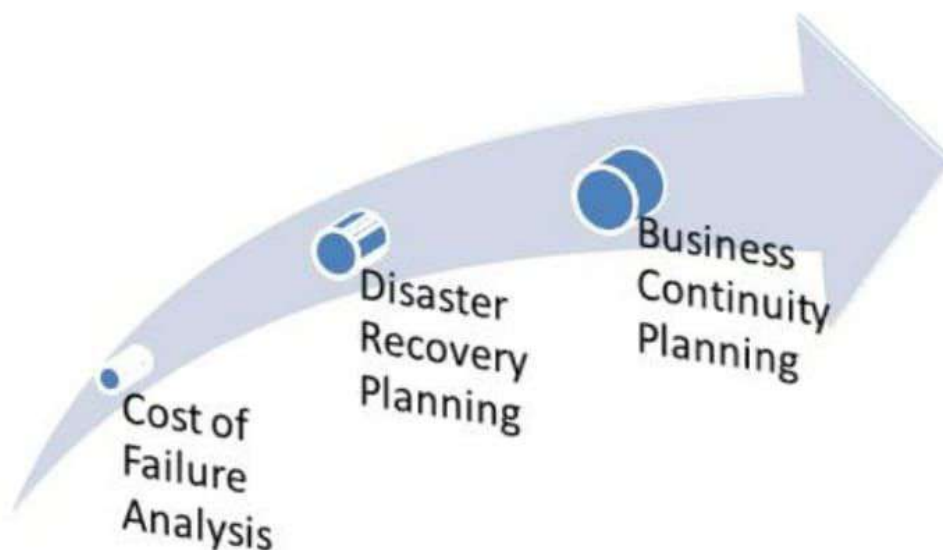 Cost of
Failure
Analysis
Disaster
Recovery
Planning
Business
Continuity
Planning